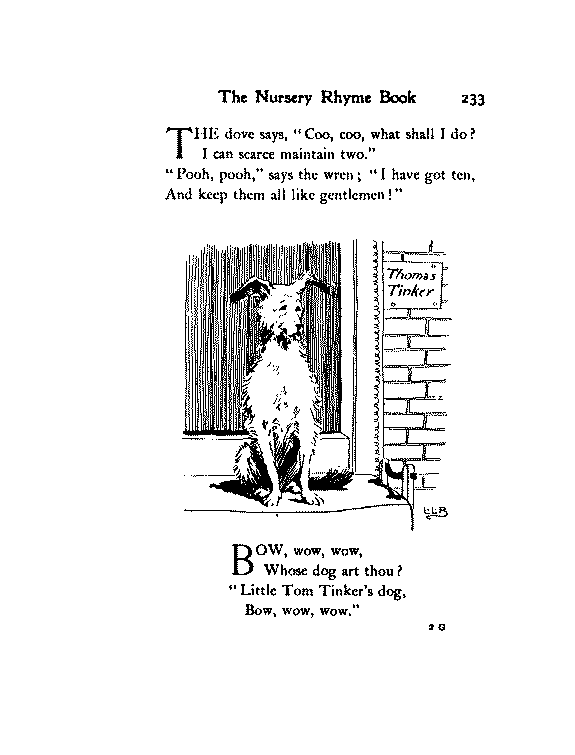 The Nursery Rhyme Book 233
THE dove says, "Coo, coo, what shall I do?
I can scarce maintain two."
"Pooh, pooh," says the wren; "I have got ten,
And keep them all like gentlemen!"
Thomas
Tinker
L.L.B
BOW, wow, wow,
Whose dog art thou?
"Little Tom Tinker's dog,
Bow, wow, wow."
2 G